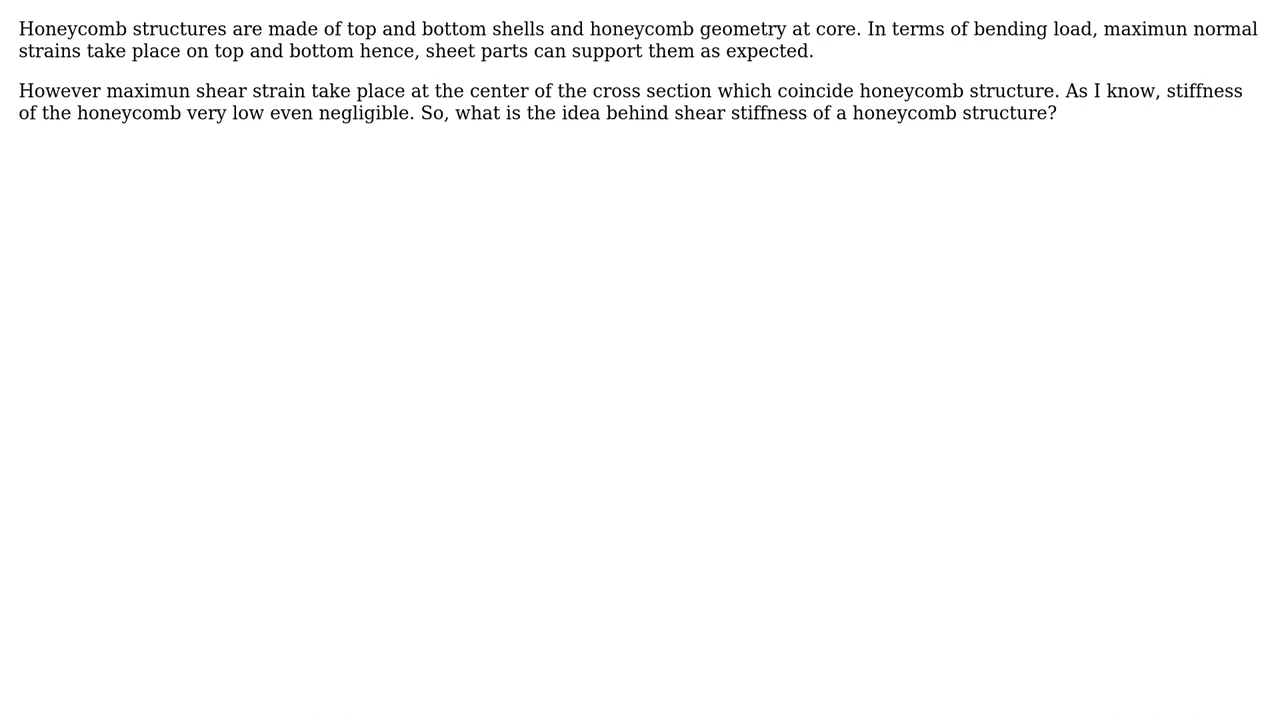 Honeycomb structures are made of top and bottom shells and honeycomb geometry at core. In terms of bending load, maximun normal
strains take place on top and bottom hence, sheet parts can support them as expected.
However maximun shear strain take place at the center of the cross section which coincide honeycomb structure. As I know, stiffness
of the honeycomb very low even negligible. So, what is the idea behind shear stiffness of a honeycomb structure?